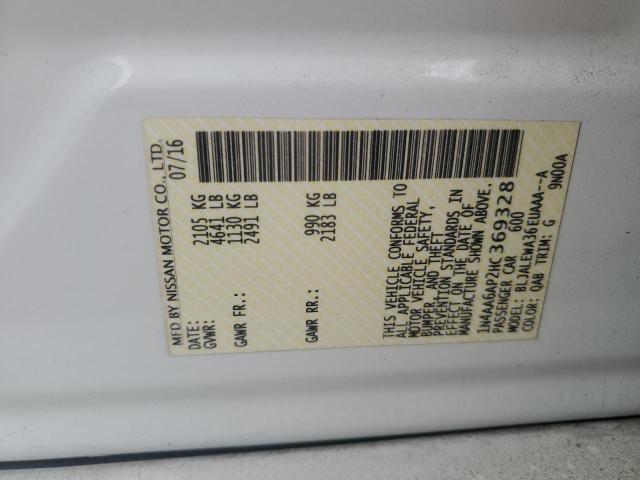 MFD BY NISSAN MOTOR CO., LTD.
DATE: 07/16
GVWR: 2105 KG
4641 LB
GAWR FR.: 1130 KG
2491 LB
GAWR RR.: 990 KG
2183 LB
THIS VEHICLE CONFORMS TO
ALL APPLICABLE FEDERAL
MOTOR VEHICLE SAFETY,
BUMPER, AND THEFT
PREVENTION STANDARDS IN
EFFECT ON THE DATE OF
MANUFACTURE SHOWN ABOVE.
1N4AA6AP2HC369328
PASSENGER CAR 600
MODEL: BLJALEWA36EUAAA--A
COLOR: QAB TRIM: G 9N00A